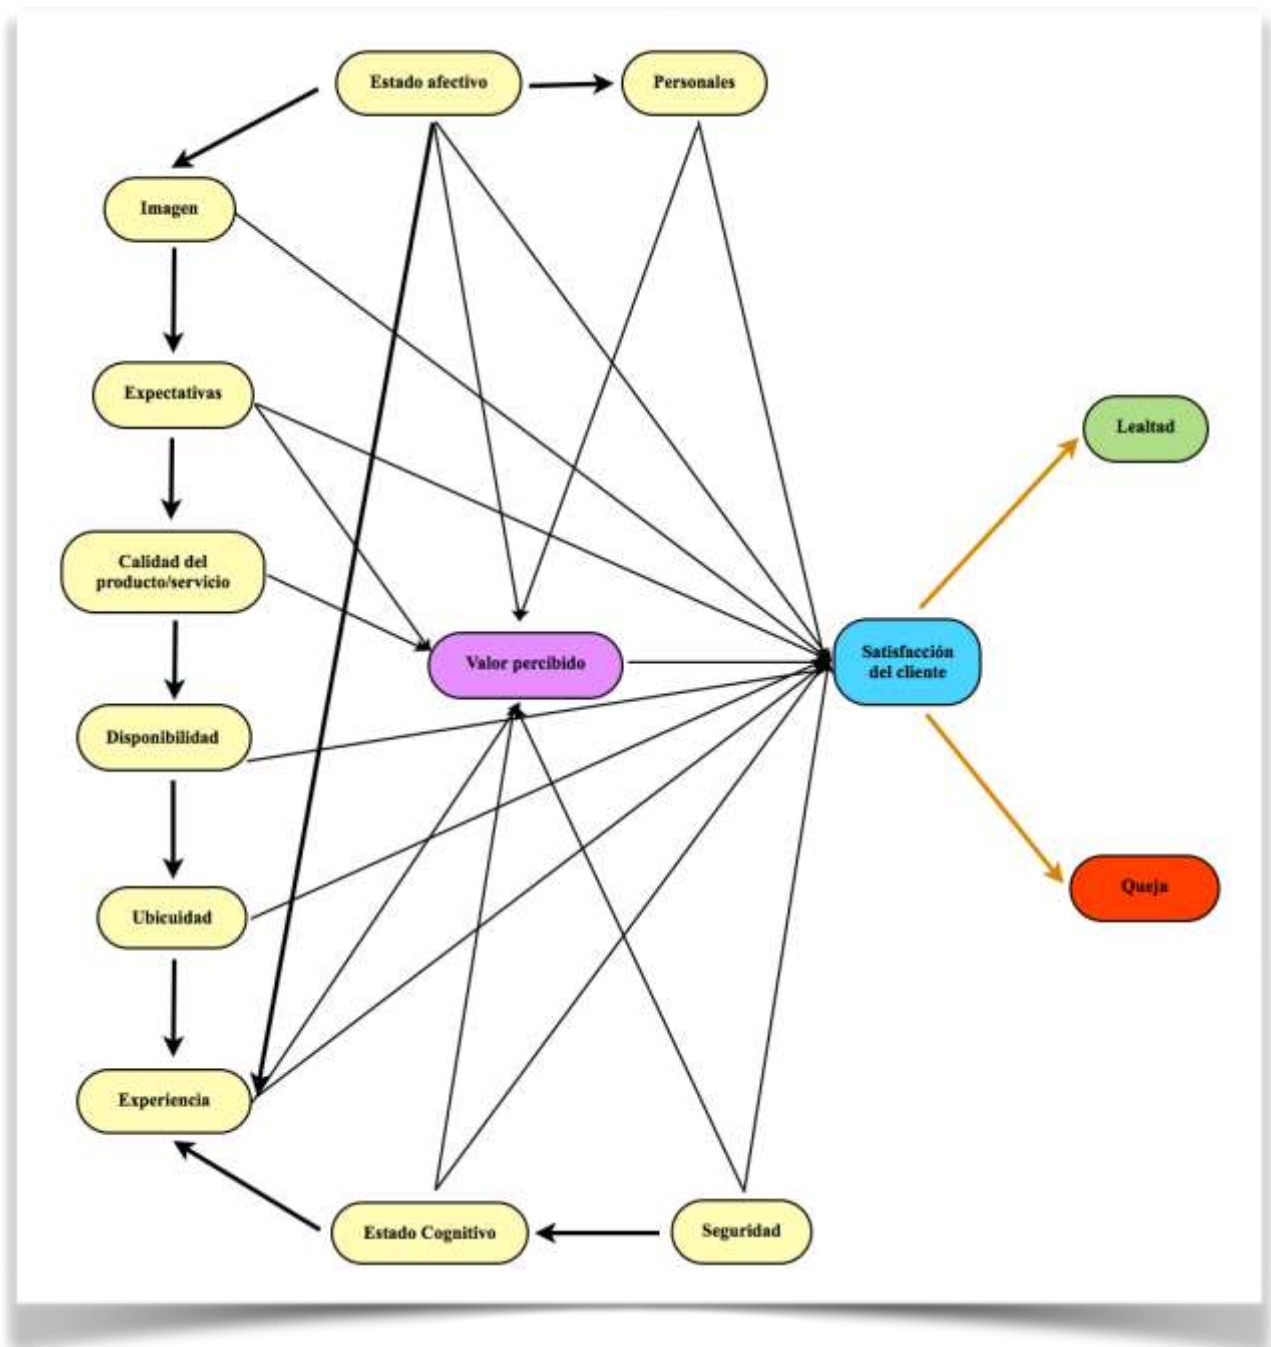 Estado afectivo
Personales
Imagen
Expectativas
Calidad del
producto/servicio
Disponibilidad
Ubicuidad
Experiencia
Estado Cognitivo
Seguridad
Valor percibido
Satisfacción
del cliente
Lealtad
Queja